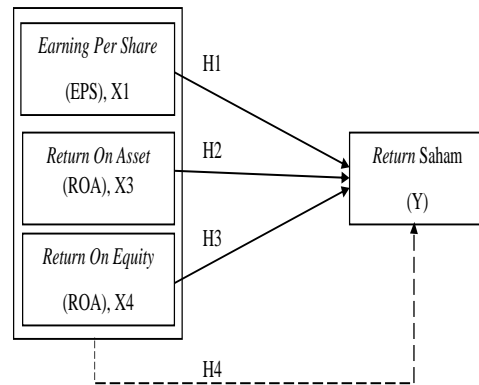 Earning Per Share
(EPS), X1
H1
Return On Asset
(ROA), X3
H2
Return Saham
(Y)
Return On Equity
(ROA), X4
H3
H4